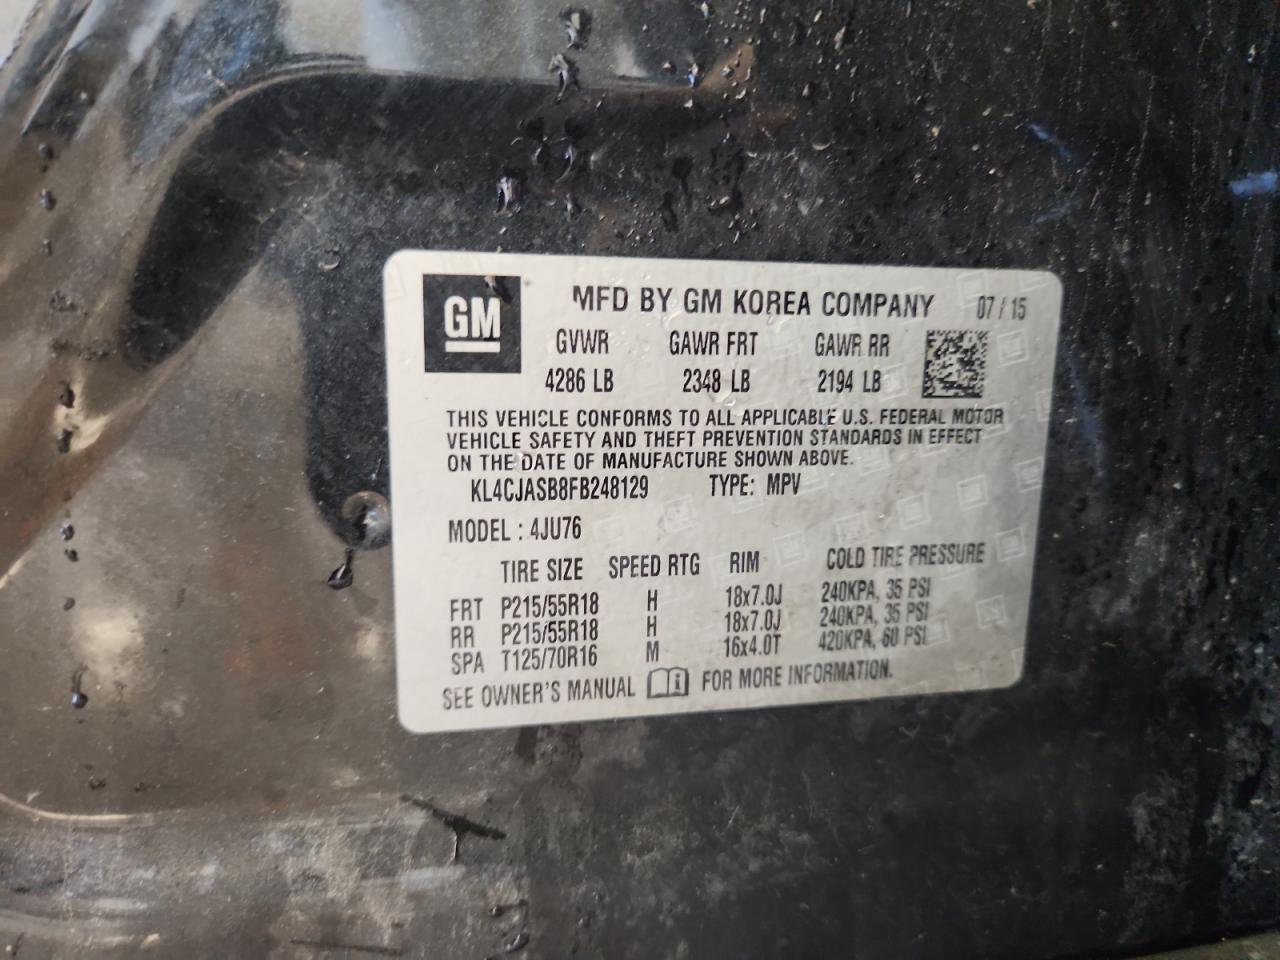 GM
MFD BY GM KOREA COMPANY 07/15
GVWR GAWR FRT GAWR RR
4286 LB 2348 LB 2194 LB
THIS VEHICLE CONFORMS TO ALL APPLICABLE U.S. FEDERAL MOTOR
VEHICLE SAFETY AND THEFT PREVENTION STANDARDS IN EFFECT
ON THE DATE OF MANUFACTURE SHOWN ABOVE.
KL4CJASB8FB248129 TYPE: MPV
MODEL : 4JU76
TIRE SIZE SPEED RTG RIM COLD TIRE PRESSURE
FRT P215/55R18 H 18x7.0J 240KPA, 35 PSI
RR P215/55R18 H 18x7.0J 240KPA, 35 PSI
SPA T125/70R16 M 16x4.0T 420KPA, 60 PSI
SEE OWNER'S MANUAL i FOR MORE INFORMATION.